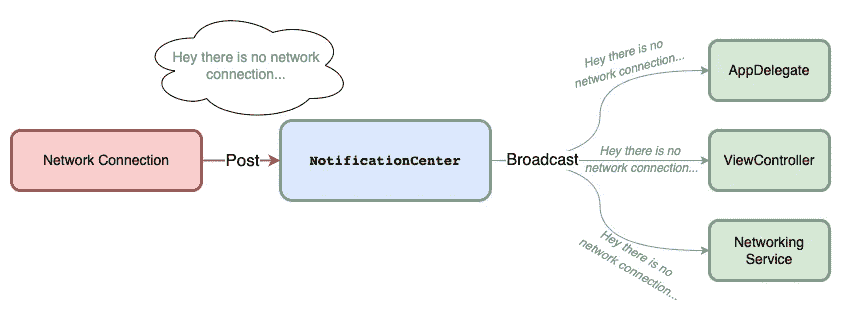 Hey there is no network
connection...
Network Connection
Post
NotificationCenter
Broadcast
Hey there is no
network connection...
AppDelegate
Hey there is no
network connection...
ViewController
Hey there is no
network connection...
Networking
Service